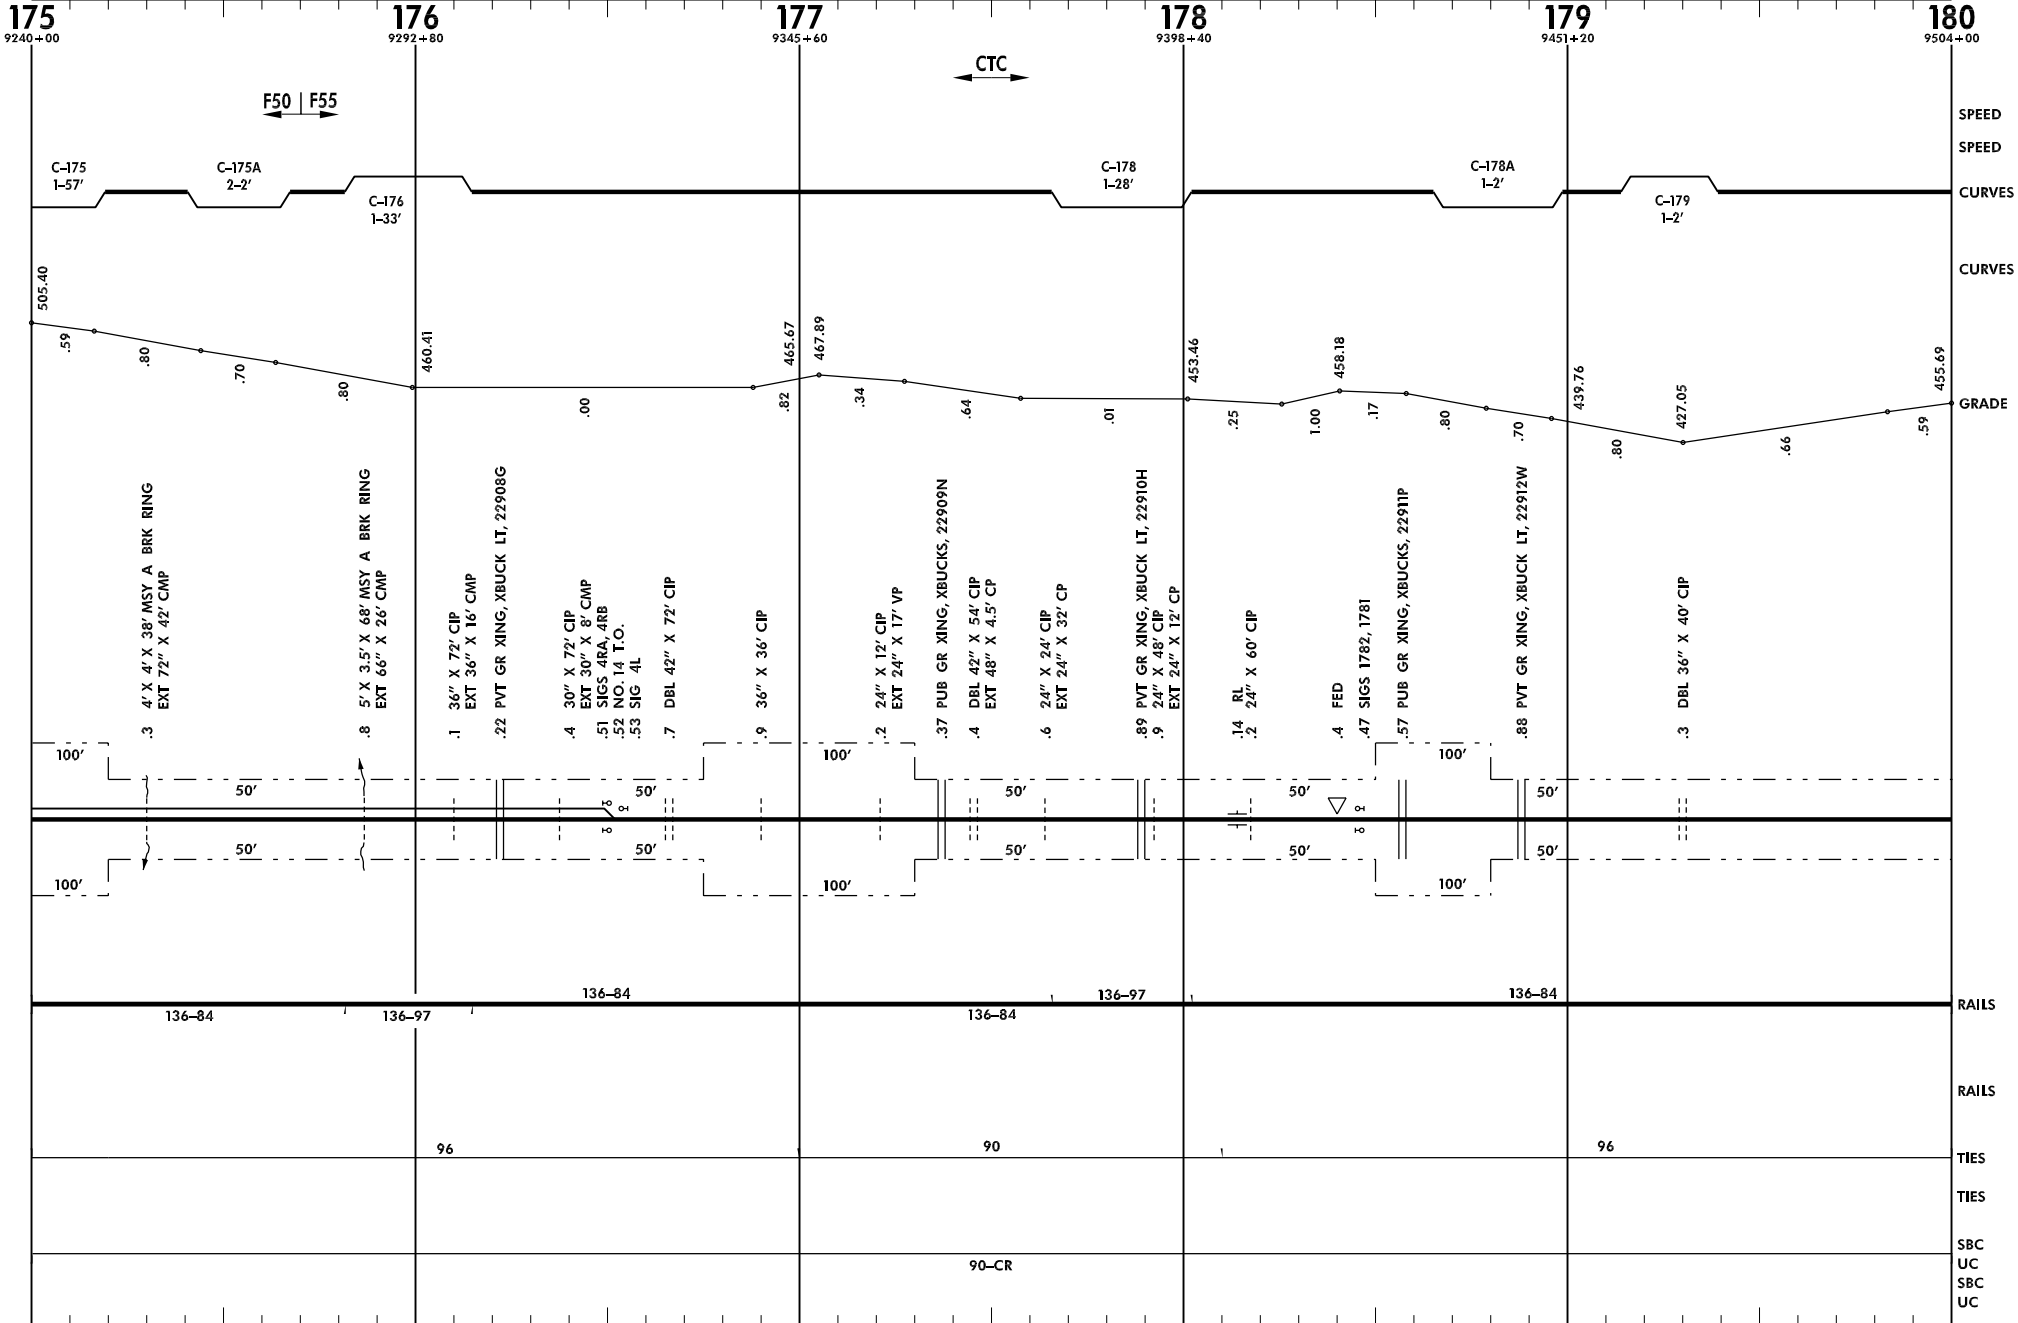 175 176 177 178 179 180
9240+00 9292+80 9345+60 9398+40 9451+20 9504+00
CTC
F50 F55
SPEED
SPEED
C–175
1–57'
C–175A
2–2'
C–176
1–33'
C–178
1–28'
C–178A
1–2'
C–179
1–2'
CURVES
CURVES
505.40
460.41
465.67
467.89
453.46
458.18
439.76
427.05
455.69
GRADE
.59
.80
.70
.80
.00
.82
.34
.64
.01
.25
1.00
.17
.80
.70
.80
.66
.59
.3 4' X 4' X 38' MSY A BRK RING
EXT 72" X 42' CMP
.8 5' X 3.5' X 68' MSY A BRK RING
EXT 66" X 26' CMP
.1 36" X 72' CIP
EXT 36" X 16' CMP
.22 PVT GR XING, XBUCK LT, 22908G
.4 30" X 72' CIP
EXT 30" X 8' CMP
.51 SIGS 4RA, 4RB
.52 NO. 14 T.O.
.53 SIG 4L
.7 DBL 42" X 72' CIP
.9 36" X 36' CIP
.2 24" X 12' CIP
EXT 24" X 17' VP
.37 PUB GR XING, XBUCKS, 22909N
.4 DBL 42" X 54' CIP
EXT 48" X 4.5' CP
.6 24" X 24' CIP
EXT 24" X 32' CP
.89 PVT GR XING, XBUCK LT, 22910H
.9 24" X 48' CIP
EXT 24" X 12' CP
.14 RL
.2 24" X 60' CIP
.4 FED
.47 SIGS 1782, 1781
.57 PUB GR XING, XBUCKS, 22911P
.88 PVT GR XING, XBUCK LT, 22912W
.3 DBL 36" X 40' CIP
100' 100' 100'
50' 50' 50' 50' 50'
50' 50' 50' 50' 50'
100' 100' 100'
136–84 136–97 136–84
RAILS
136–84 136–97 136–84
RAILS
96 90 96
TIES
TIES
SBC
90–CR
UC
SBC
UC